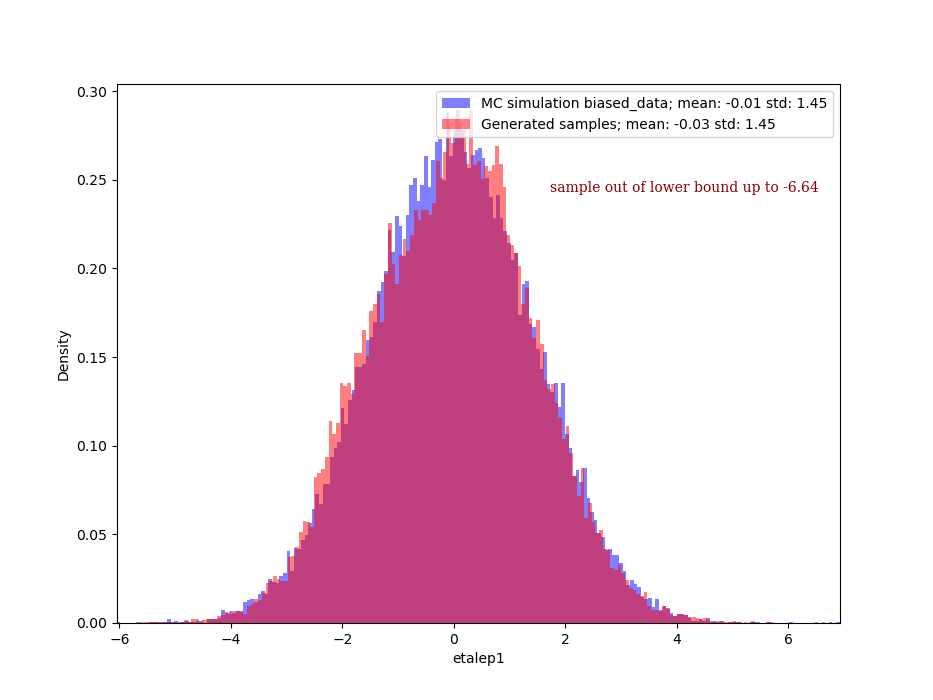 0.30
0.25
0.20
0.15
0.10
0.05
0.00
Density
MC simulation biased_data; mean: -0.01 std: 1.45
Generated samples; mean: -0.03 std: 1.45
sample out of lower bound up to -6.64
−6 −4 −2 0 2 4 6
etalep1